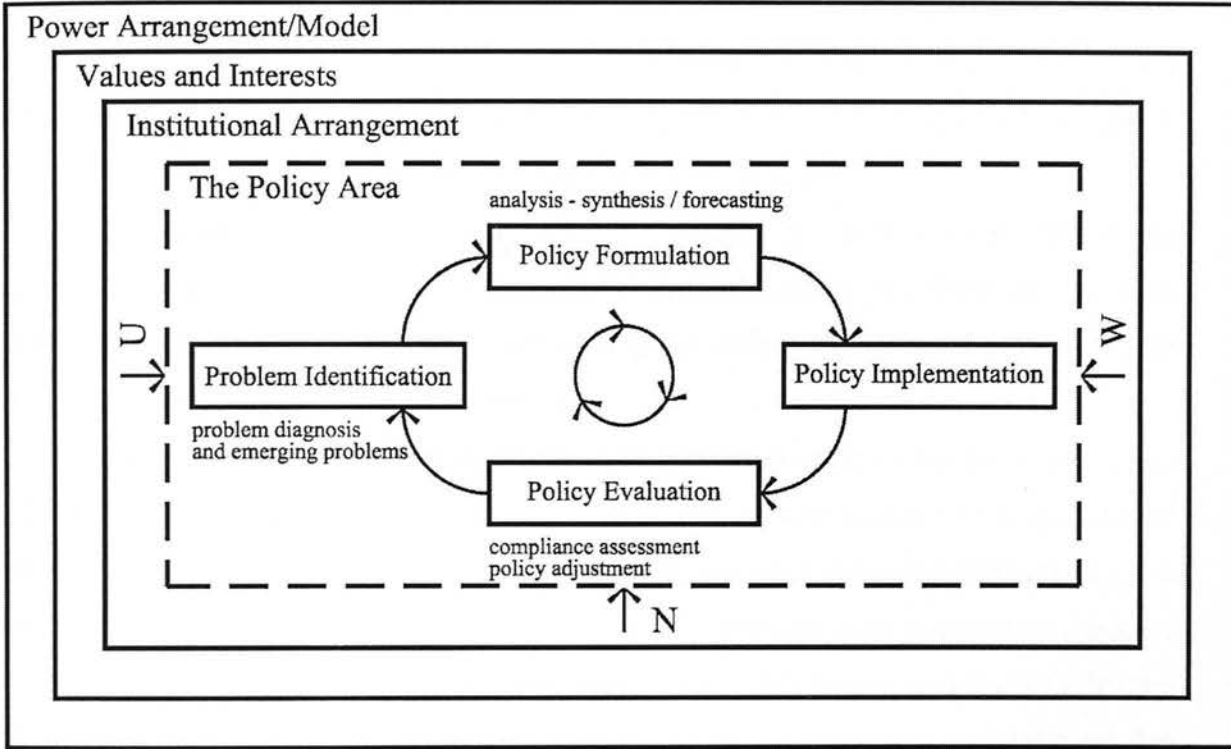 Power Arrangement/Model
Values and Interests
Institutional Arrangement
The Policy Area
analysis - synthesis / forecasting
Policy Formulation
U
W
Problem Identification
Policy Implementation
problem diagnosis
and emerging problems
Policy Evaluation
compliance assessment
policy adjustment
N